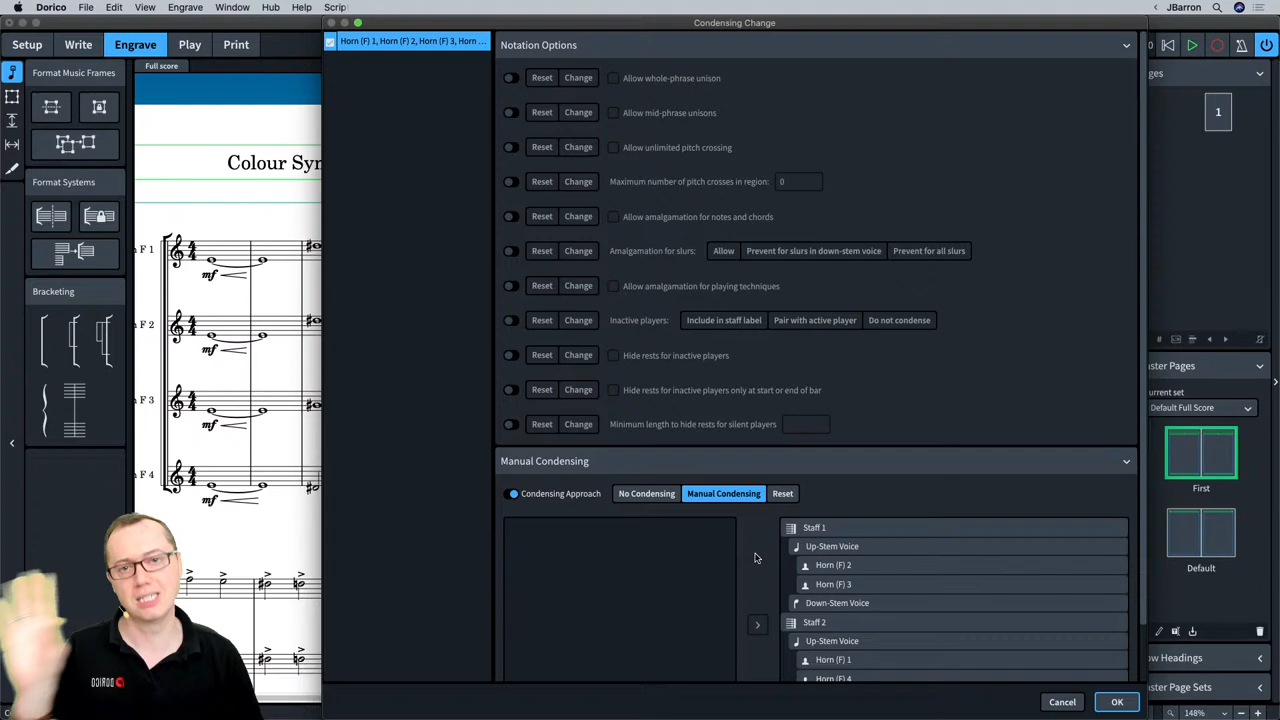 Dorico File Edit View Engrave Window Hub Help Scrip
JBarron
Condensing Change
Setup Write Engrave Play Print
Horn (F) 1, Horn (F) 2, Horn (F) 3, Horn ...
Notation Options
Full score
Format Music Frames
Format Systems
Bracketing
Colour Syn
n F 1
n F 2
n F 3
n F 4
mf
mf
mf
mf
Reset Change Allow whole-phrase unison
Reset Change Allow mid-phrase unisons
Reset Change Allow unlimited pitch crossing
Reset Change Maximum number of pitch crosses in region: 0
Reset Change Allow amalgamation for notes and chords
Reset Change Amalgamation for slurs: Allow Prevent for slurs in down-stem voice Prevent for all slurs
Reset Change Allow amalgamation for playing techniques
Reset Change Inactive players: Include in staff label Pair with active player Do not condense
Reset Change Hide rests for inactive players
Reset Change Hide rests for inactive players only at start or end of bar
Reset Change Minimum length to hide rests for silent players
Manual Condensing
Condensing Approach No Condensing Manual Condensing Reset
Staff 1
Up-Stem Voice
Horn (F) 2
Horn (F) 3
Down-Stem Voice
Staff 2
Up-Stem Voice
Horn (F) 1
Horn (F) 4
Cancel OK
ges
1
ster Pages
Current set
Default Full Score
First
Default
ow Headings
ster Page Sets
148%
DORICO